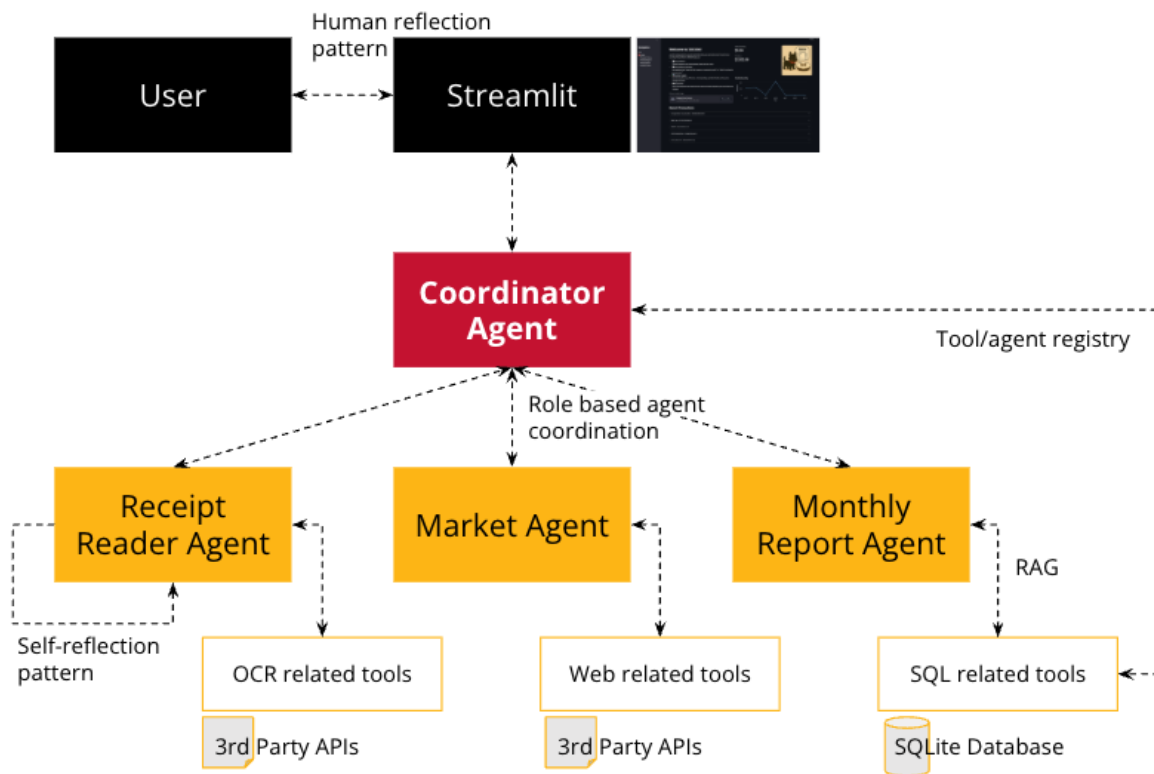 Human reflection
pattern
User
Streamlit
Coordinator
Agent
Tool/agent registry
Role based agent
coordination
Receipt
Reader Agent
Market Agent
Monthly
Report Agent
RAG
Self-reflection
pattern
OCR related tools
Web related tools
SQL related tools
3rd Party APIs
3rd Party APIs
SQLite Database